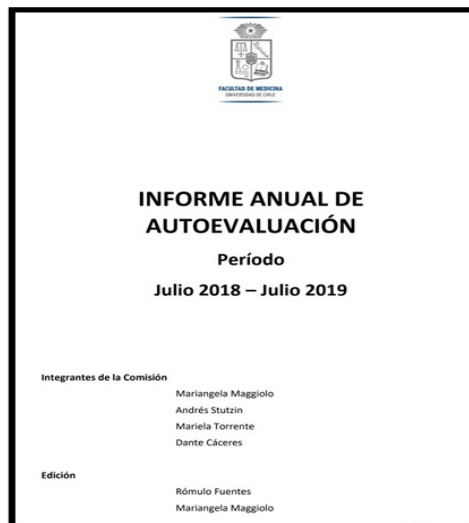 FACULTAD DE MEDICINA
UNIVERSIDAD DE CHILE
INFORME ANUAL DE
AUTOEVALUACIÓN
Período
Julio 2018 – Julio 2019
Integrantes de la Comisión
Mariangela Maggiolo
Andrés Stutzin
Mariela Torrente
Dante Cáceres
Edición
Rómulo Fuentes
Mariangela Maggiolo